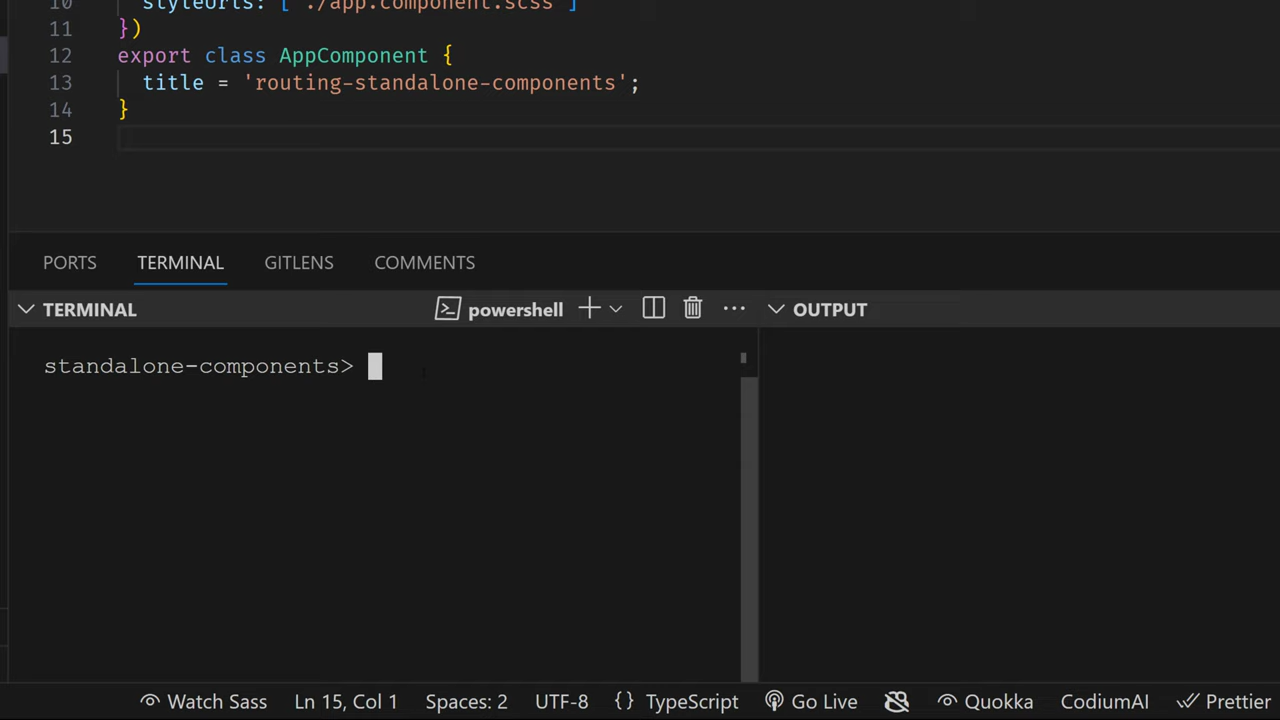 10 styleUrls: [ './app.component.scss' ]
11 })
12 export class AppComponent {
13 title = 'routing-standalone-components';
14 }
15
PORTS TERMINAL GITLENS COMMENTS
TERMINAL powershell OUTPUT
standalone-components>
Watch Sass Ln 15, Col 1 Spaces: 2 UTF-8 {} TypeScript Go Live Quokka CodiumAI Prettier